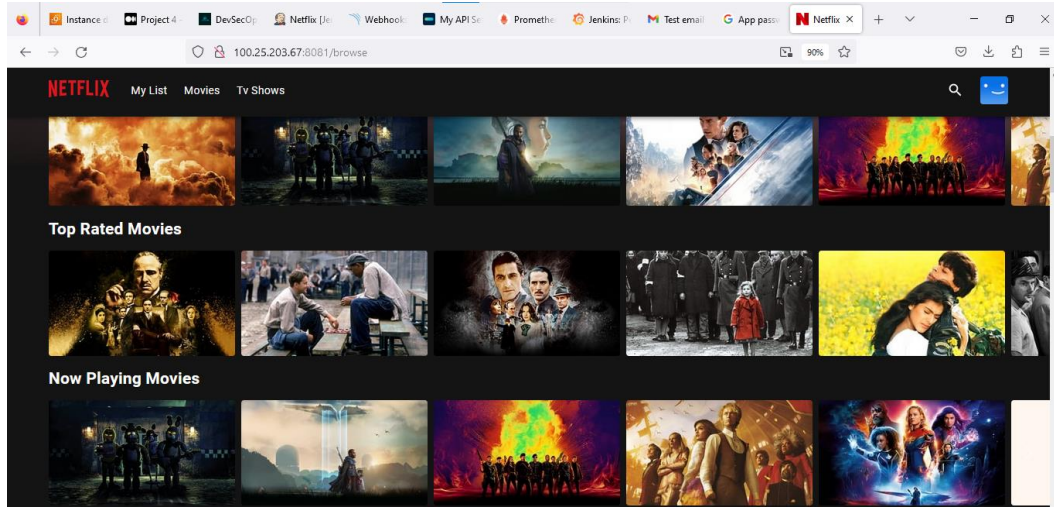 Instance d
Project 4 -
DevSecOp
Netflix [Je
Webhook
My API Se
Promethe
Jenkins: P
Test email
App passw
Netflix
100.25.203.67:8081/browse
90%
NETFLIX
My List
Movies
Tv Shows
Top Rated Movies
Now Playing Movies